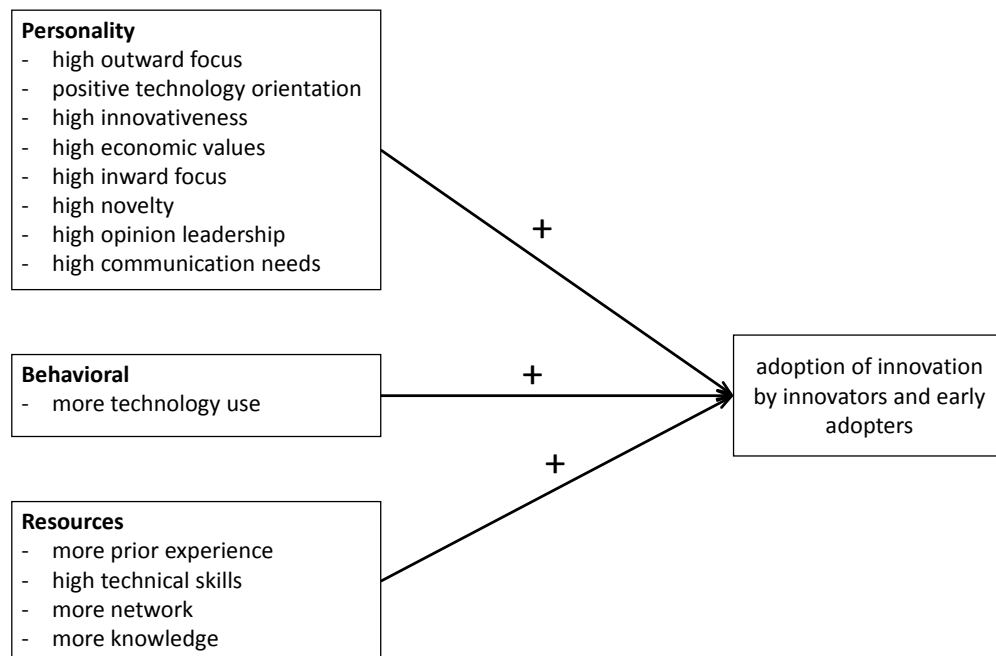 Personality
- high outward focus
- positive technology orientation
- high innovativeness
- high economic values
- high inward focus
- high novelty
- high opinion leadership
- high communication needs
+
Behavioral
- more technology use
+
adoption of innovation
by innovators and early
adopters
+
Resources
- more prior experience
- high technical skills
- more network
- more knowledge